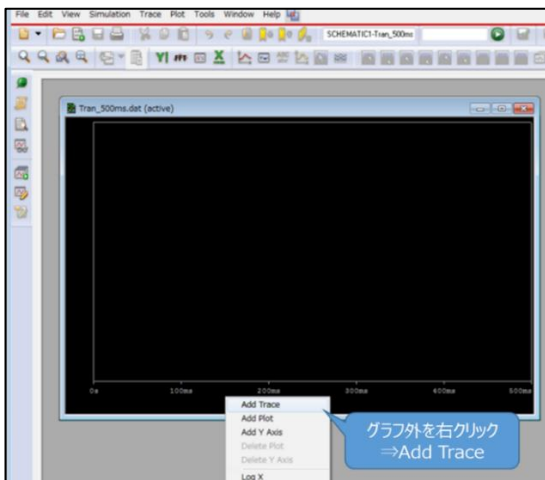 File Edit View Simulation Trace Plot Tools Window Help
SCHEMATIC1-Tran_500ms
Tran_500ms.dat (active)
0s 100ms 200ms 300ms 400ms 500ms
Add Trace
Add Plot
Add Y Axis
Delete Plot
Delete Y Axis
Log X
グラフ外を右クリック
⇒Add Trace